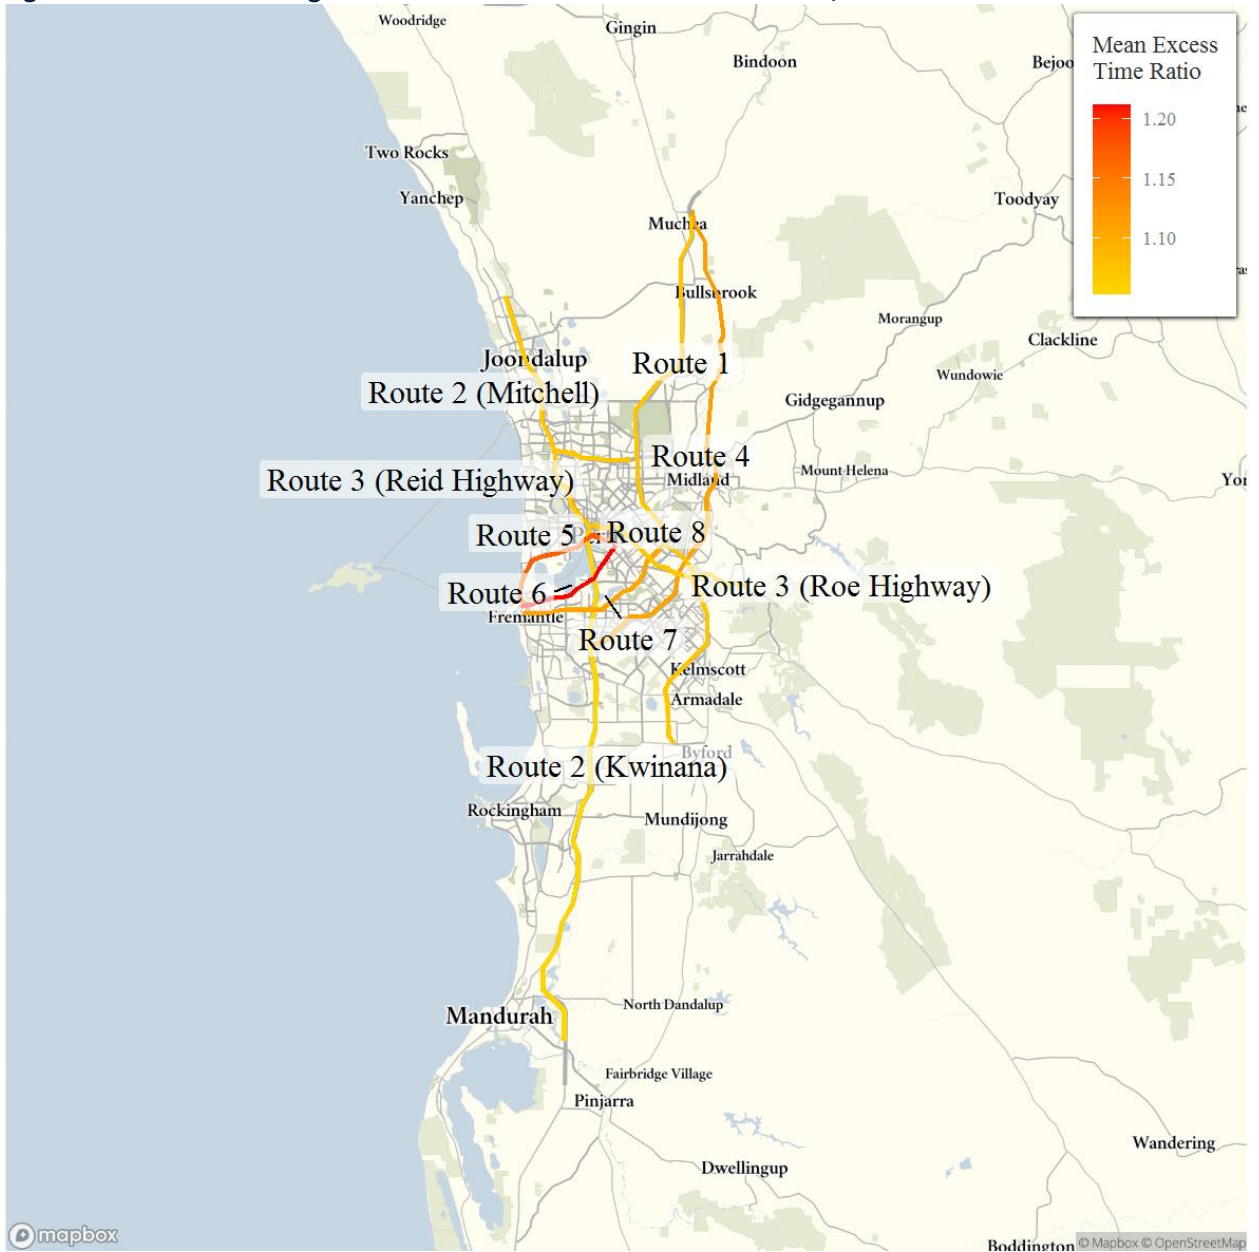 Woodridge
Gingin
Bindoon
Mean Excess
Time Ratio
1.20
1.15
1.10
Two Rocks
Yanchep
Toodyay
Muchea
Bullsbrook
Morangup
Clackline
Joondalup
Route 1
Wundowie
Route 2 (Mitchell)
Gidgegannup
Route 4
Mount Helena
Route 3 (Reid Highway)
Midland
Route 5
Route 8
Route 6
Route 3 (Roe Highway)
Fremantle
Route 7
Kelmscott
Armadale
Byford
Route 2 (Kwinana)
Rockingham
Mundijong
Jarrahdale
North Dandalup
Mandurah
Fairbridge Village
Pinjarra
Wandering
Dwellingup
mapbox
Boddington
© Mapbox © OpenStreetMap